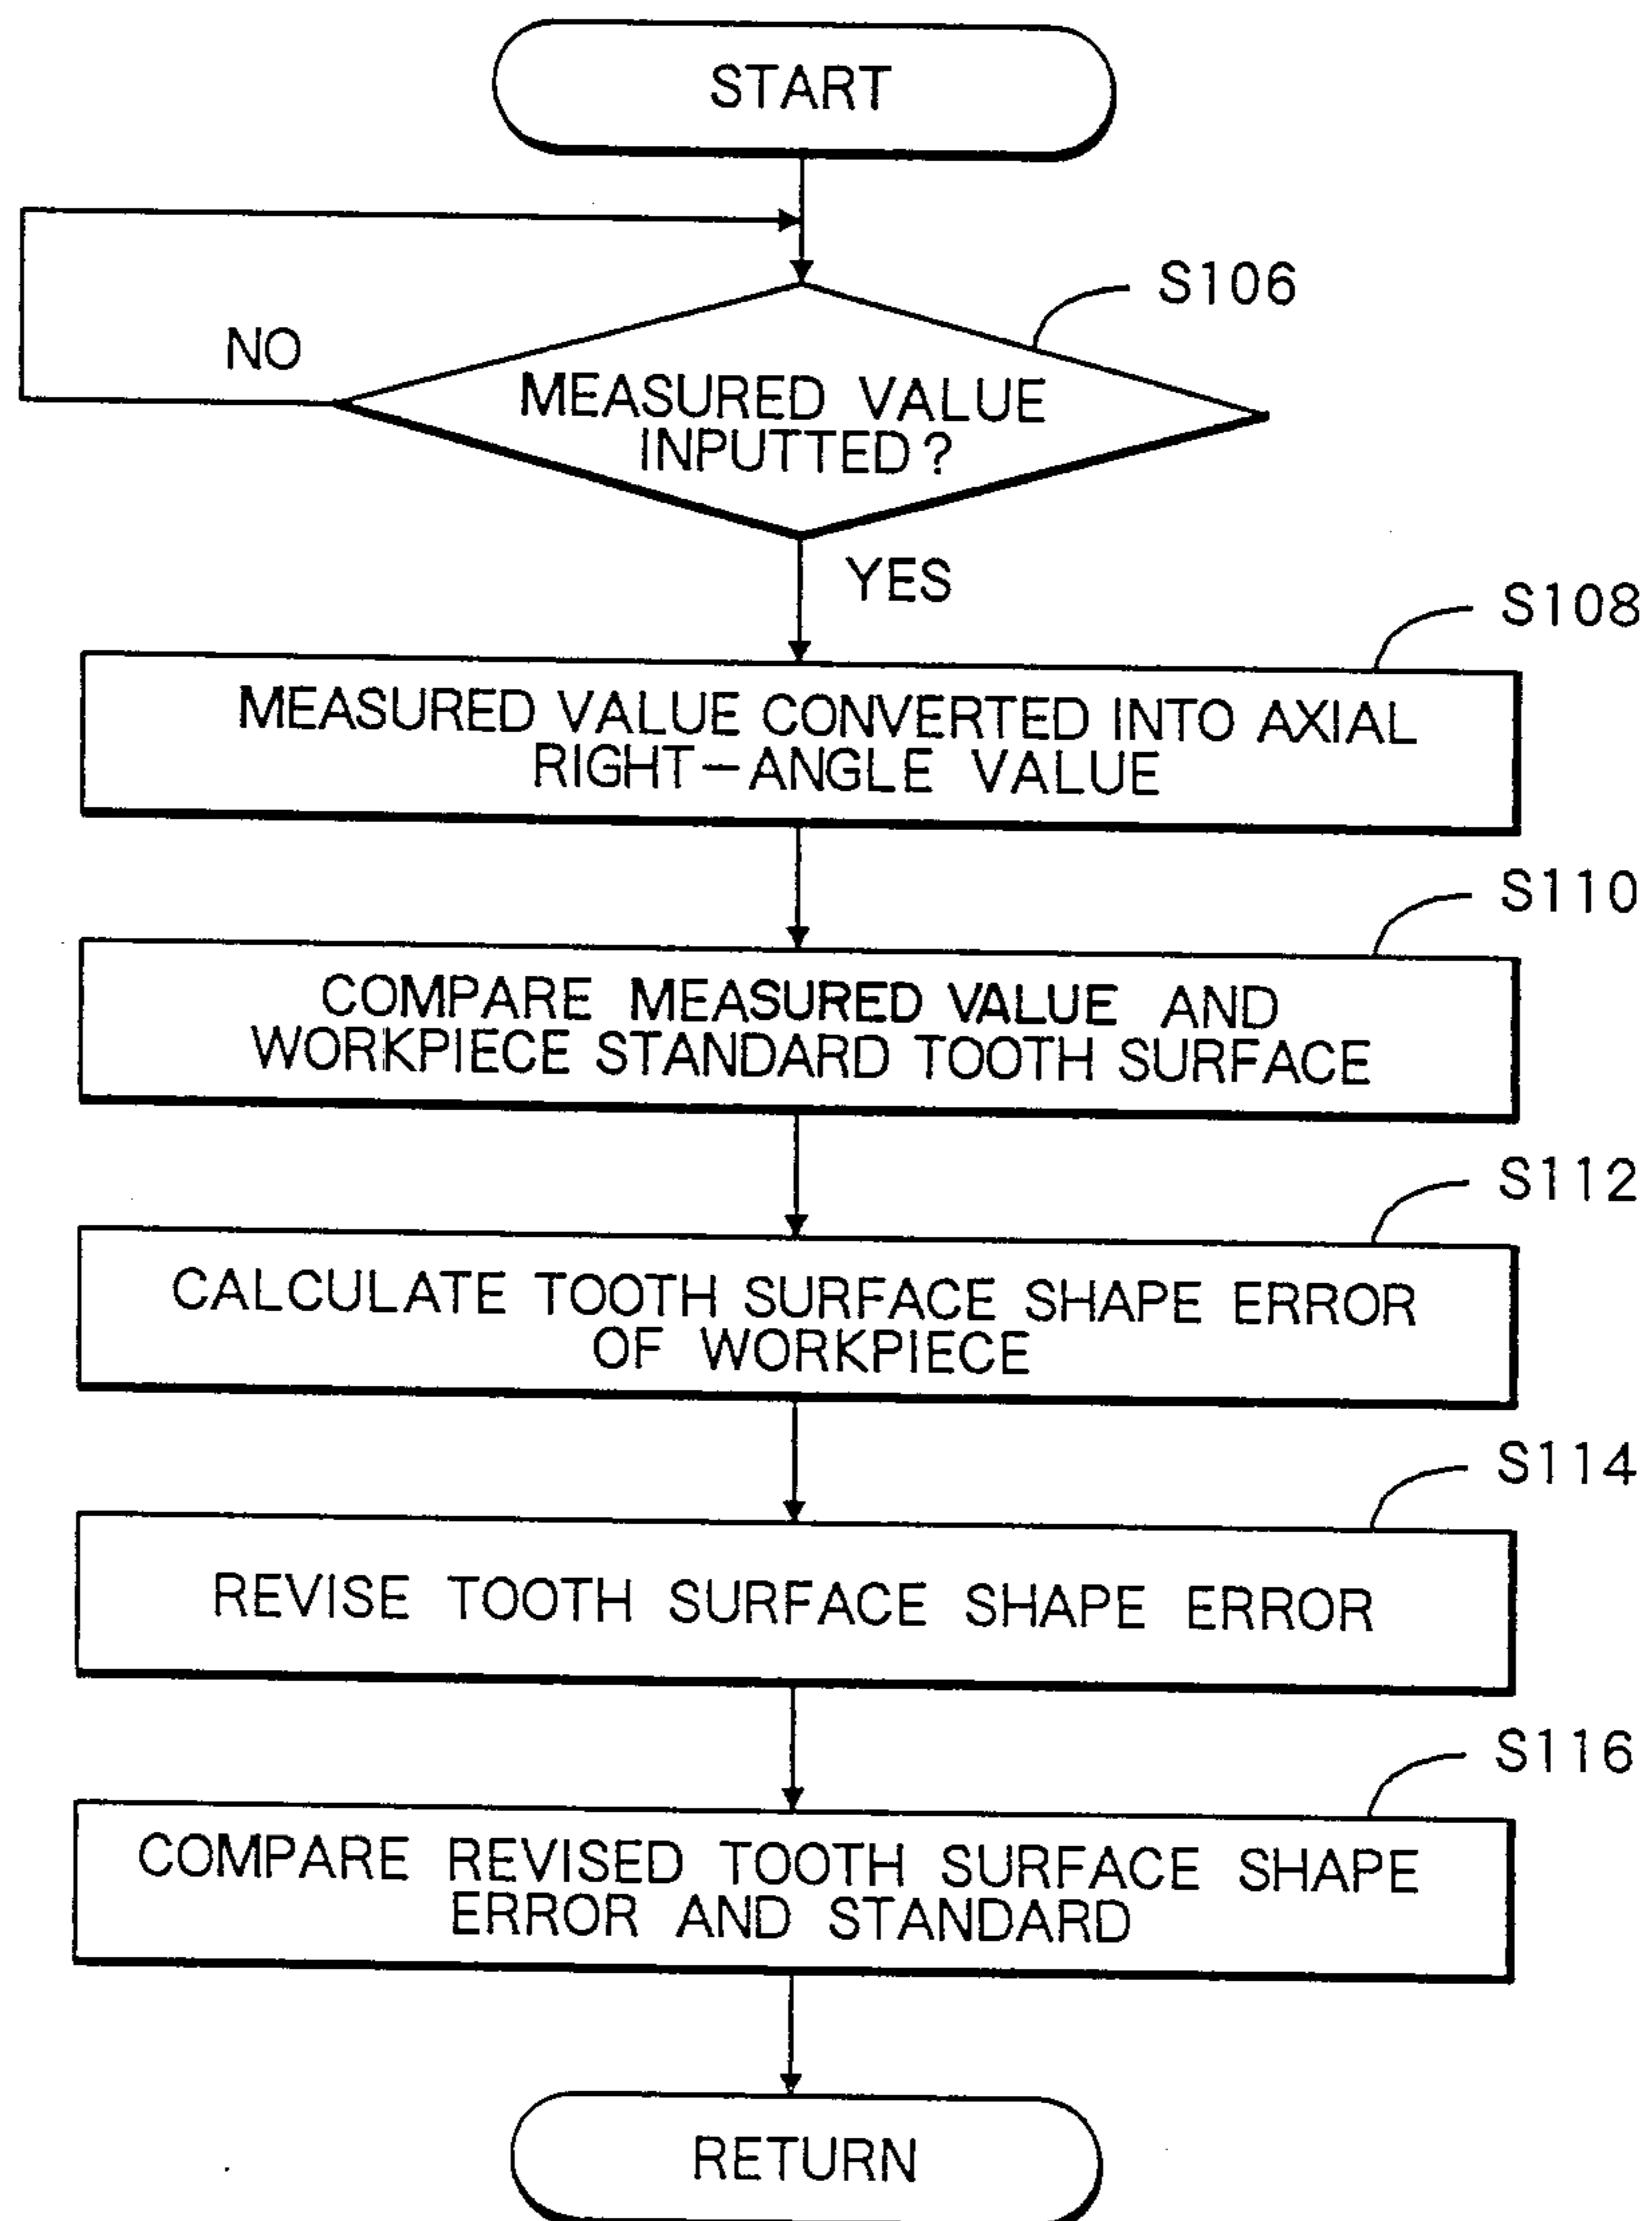 START
S106
NO
MEASURED VALUE
INPUTTED?
YES
S108
MEASURED VALUE CONVERTED INTO AXIAL
RIGHT-ANGLE VALUE
S110
COMPARE MEASURED VALUE AND
WORKPIECE STANDARD TOOTH SURFACE
S112
CALCULATE TOOTH SURFACE SHAPE ERROR
OF WORKPIECE
S114
REVISE TOOTH SURFACE SHAPE ERROR
S116
COMPARE REVISED TOOTH SURFACE SHAPE
ERROR AND STANDARD
RETURN